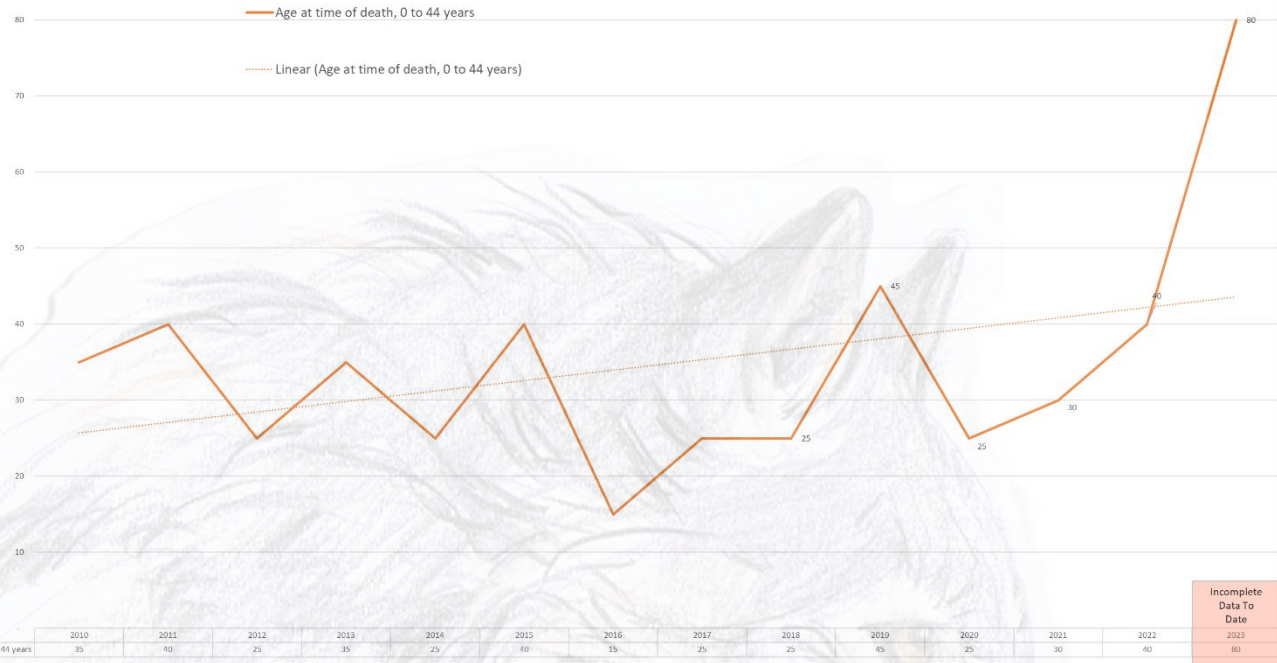 Age at time of death, 0 to 44 years
Linear (Age at time of death, 0 to 44 years)
80
70
60
50
40
30
20
10
-
80
45
40
30
25
25
Incomplete
Data To
Date
2010 2011 2012 2013 2014 2015 2016 2017 2018 2019 2020 2021 2022 2023
44 years 35 40 25 35 25 40 15 25 25 45 25 30 40 80